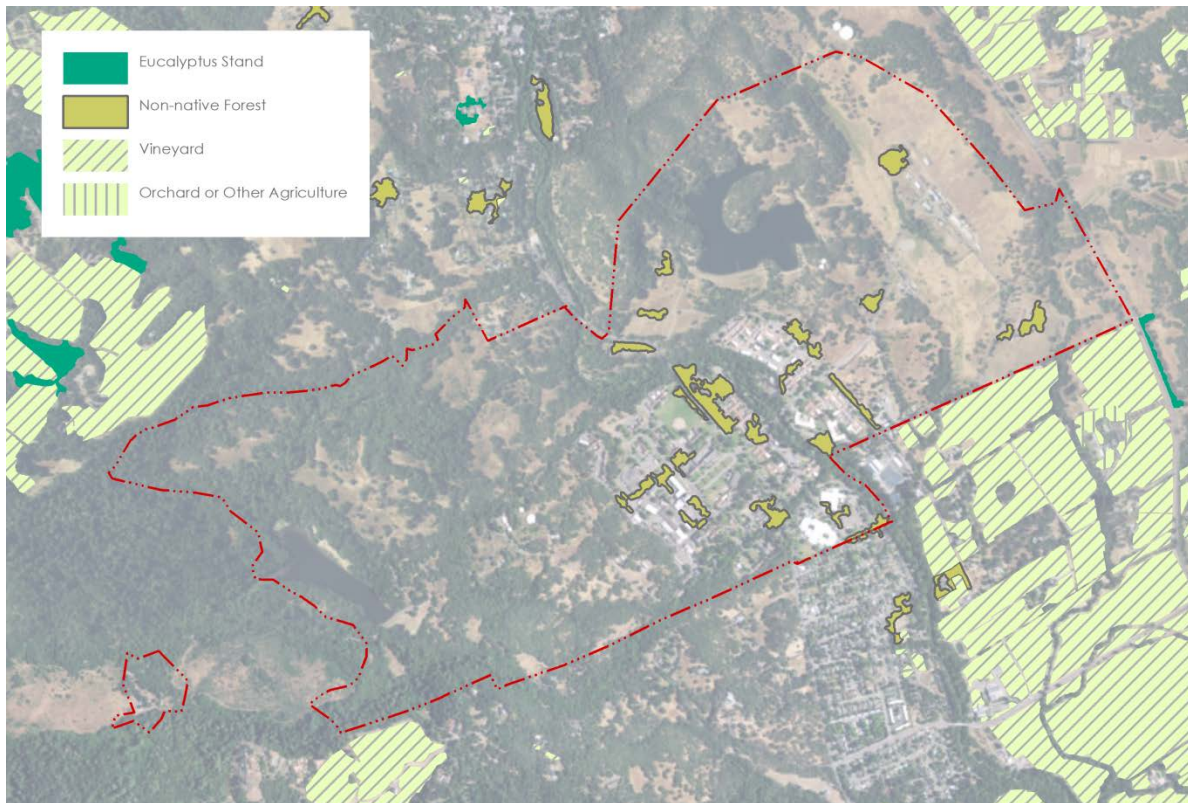 Eucalyptus Stand
Non-native Forest
Vineyard
Orchard or Other Agriculture